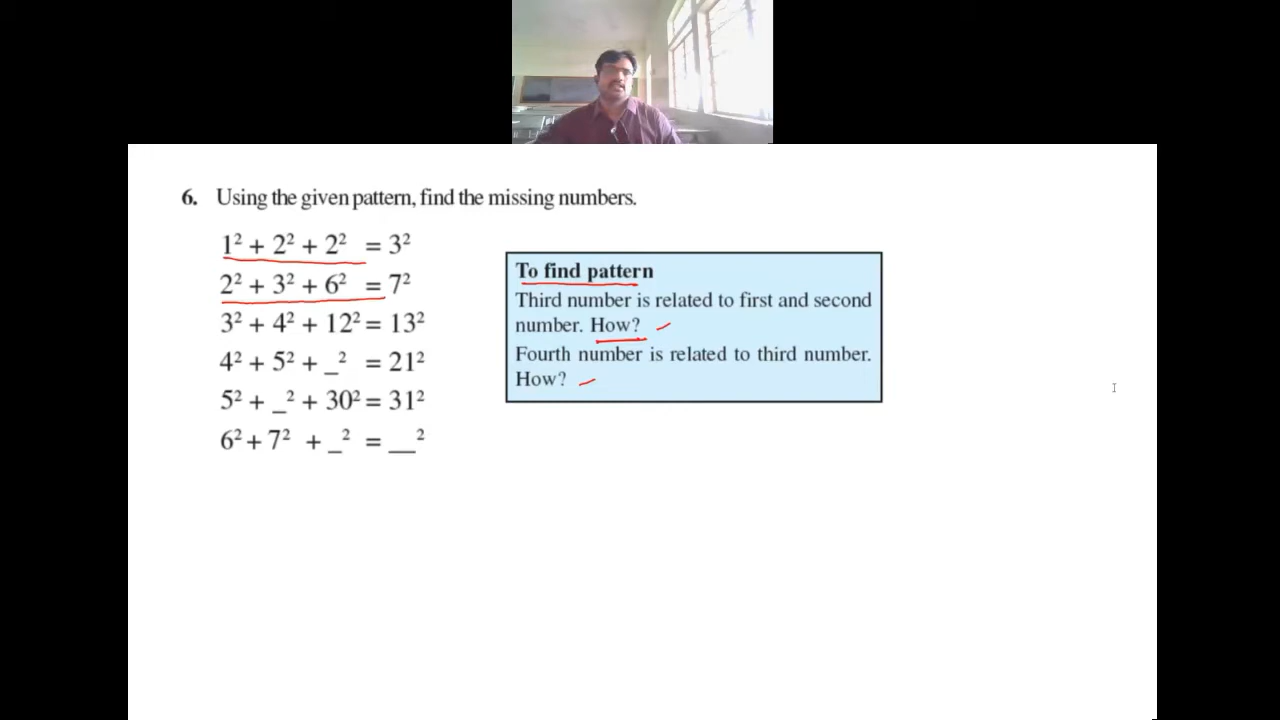 6. Using the given pattern, find the missing numbers.
1² + 2² + 2² = 3²
2² + 3² + 6² = 7²
3² + 4² + 12² = 13²
4² + 5² + _² = 21²
5² + _² + 30² = 31²
6² + 7² + _² = __²
To find pattern
Third number is related to first and second
number. How?
Fourth number is related to third number.
How?